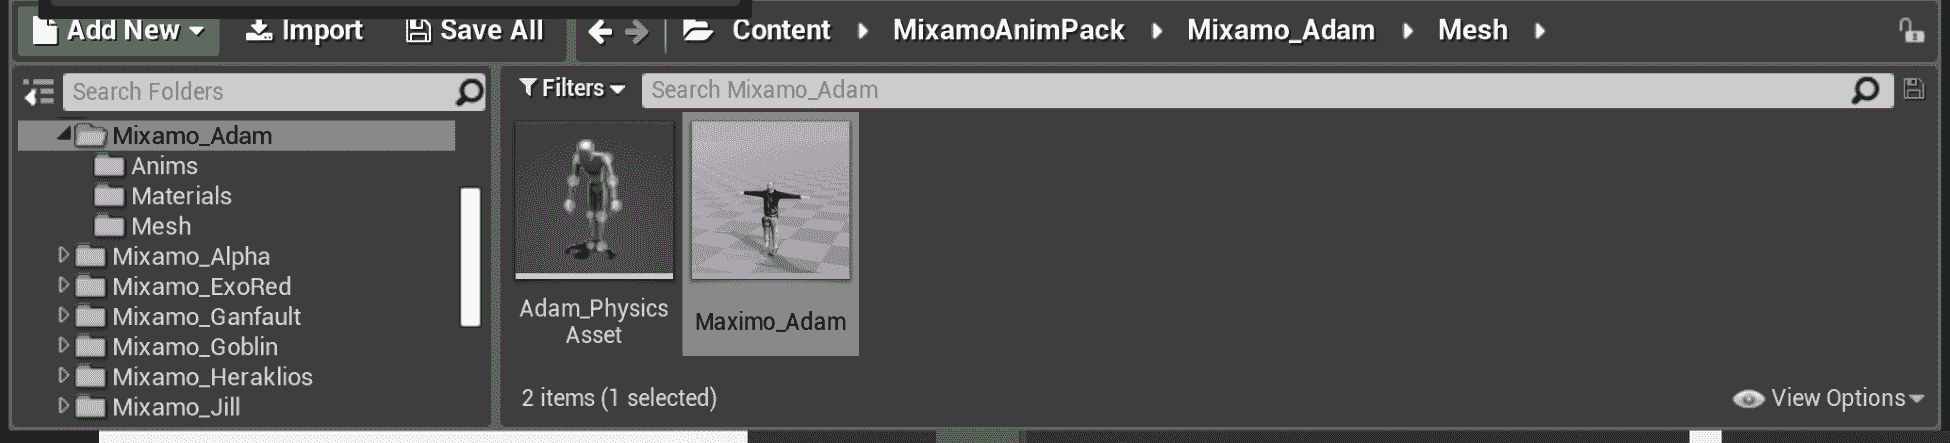 Add New Import Save All Content MixamoAnimPack Mixamo_Adam Mesh
Search Folders
Mixamo_Adam
Anims
Materials
Mesh
Mixamo_Alpha
Mixamo_ExoRed
Mixamo_Ganfault
Mixamo_Goblin
Mixamo_Heraklios
Mixamo_Jill
Filters Search Mixamo_Adam
Adam_Physics
Asset
Maximo_Adam
2 items (1 selected)
View Options